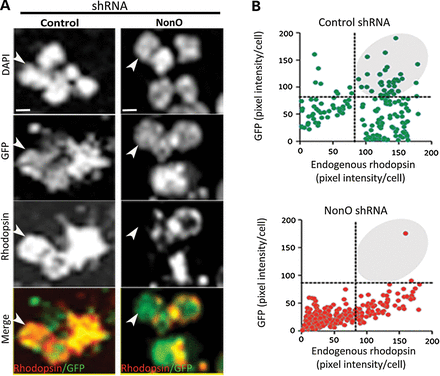 A
shRNA
Control
NonO
DAPI
GFP
Rhodopsin
Merge
Rhodopsin/GFP
Rhodopsin/GFP
B
Control shRNA
GFP (pixel intensity/cell)
200
150
100
50
0
0 50 100 150 200
Endogenous rhodopsin
(pixel intensity/cell)
NonO shRNA
GFP (pixel intensity/cell)
200
150
100
50
0
0 50 100 150 200
Endogenous rhodopsin
(pixel intensity/cell)